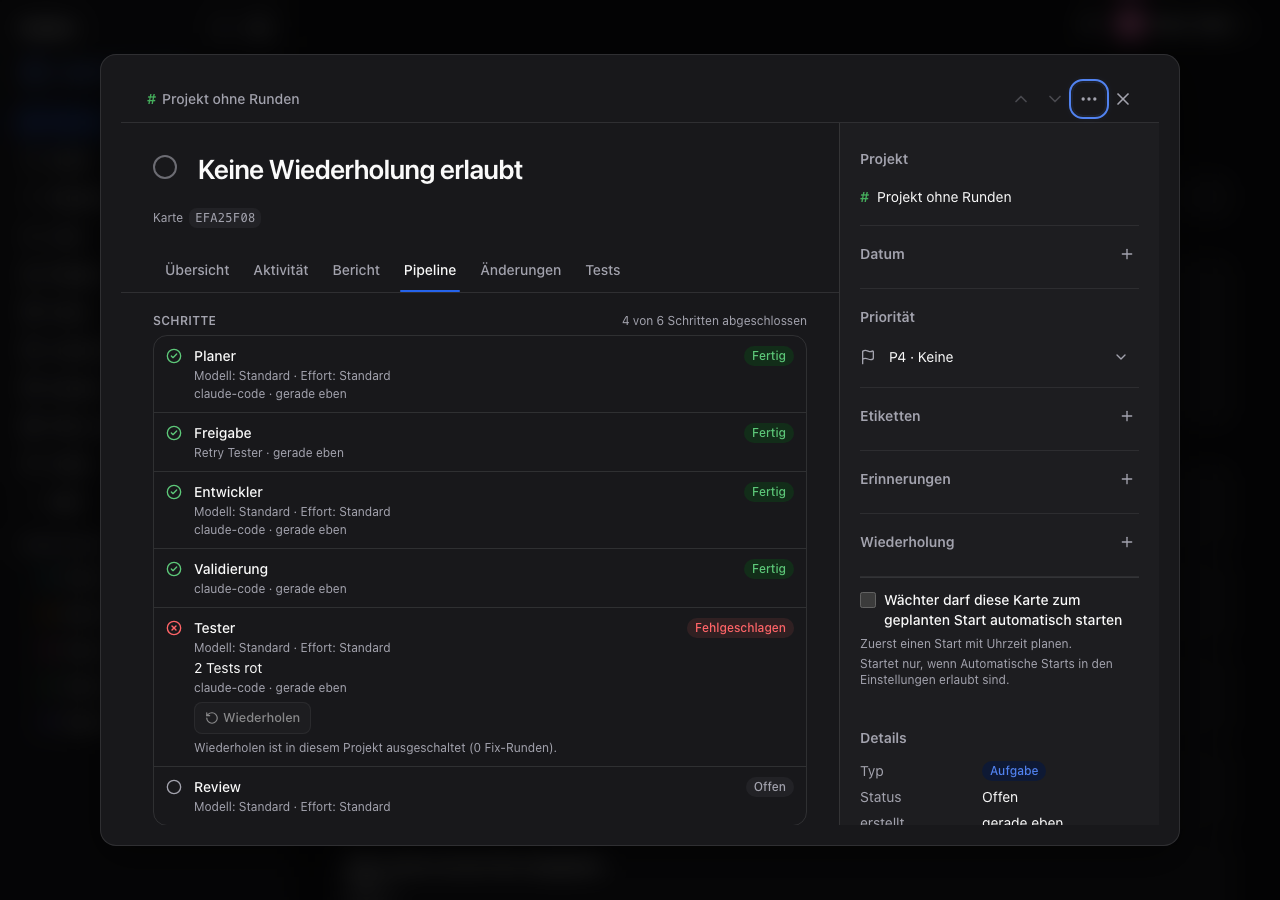 # Projekt ohne Runden
Keine Wiederholung erlaubt
Karte EFA25F08
Übersicht Aktivität Bericht Pipeline Änderungen Tests
SCHRITTE 4 von 6 Schritten abgeschlossen
Planer Fertig
Modell: Standard · Effort: Standard
claude-code · gerade eben
Freigabe Fertig
Retry Tester · gerade eben
Entwickler Fertig
Modell: Standard · Effort: Standard
claude-code · gerade eben
Validierung Fertig
claude-code · gerade eben
Tester Fehlgeschlagen
Modell: Standard · Effort: Standard
2 Tests rot
claude-code · gerade eben
Wiederholen
Wiederholen ist in diesem Projekt ausgeschaltet (0 Fix-Runden).
Review Offen
Modell: Standard · Effort: Standard
Projekt
# Projekt ohne Runden
Datum
Priorität
P4 · Keine
Etiketten
Erinnerungen
Wiederholung
Wächter darf diese Karte zum
geplanten Start automatisch starten
Zuerst einen Start mit Uhrzeit planen.
Startet nur, wenn Automatische Starts in den
Einstellungen erlaubt sind.
Details
Typ Aufgabe
Status Offen
erstellt gerade eben